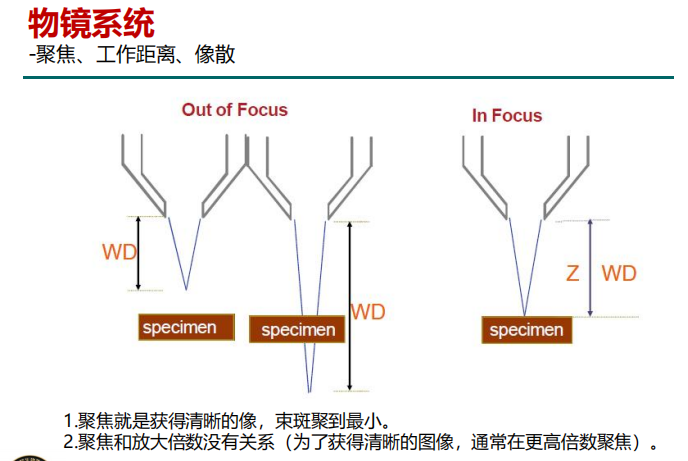 物镜系统
-聚焦、工作距离、像散
Out of Focus
In Focus
WD
WD
Z WD
specimen
specimen
specimen
1.聚焦就是获得清晰的像，束斑聚到最小。
2.聚焦和放大倍数没有关系（为了获得清晰的图像，通常在更高倍数聚焦）。